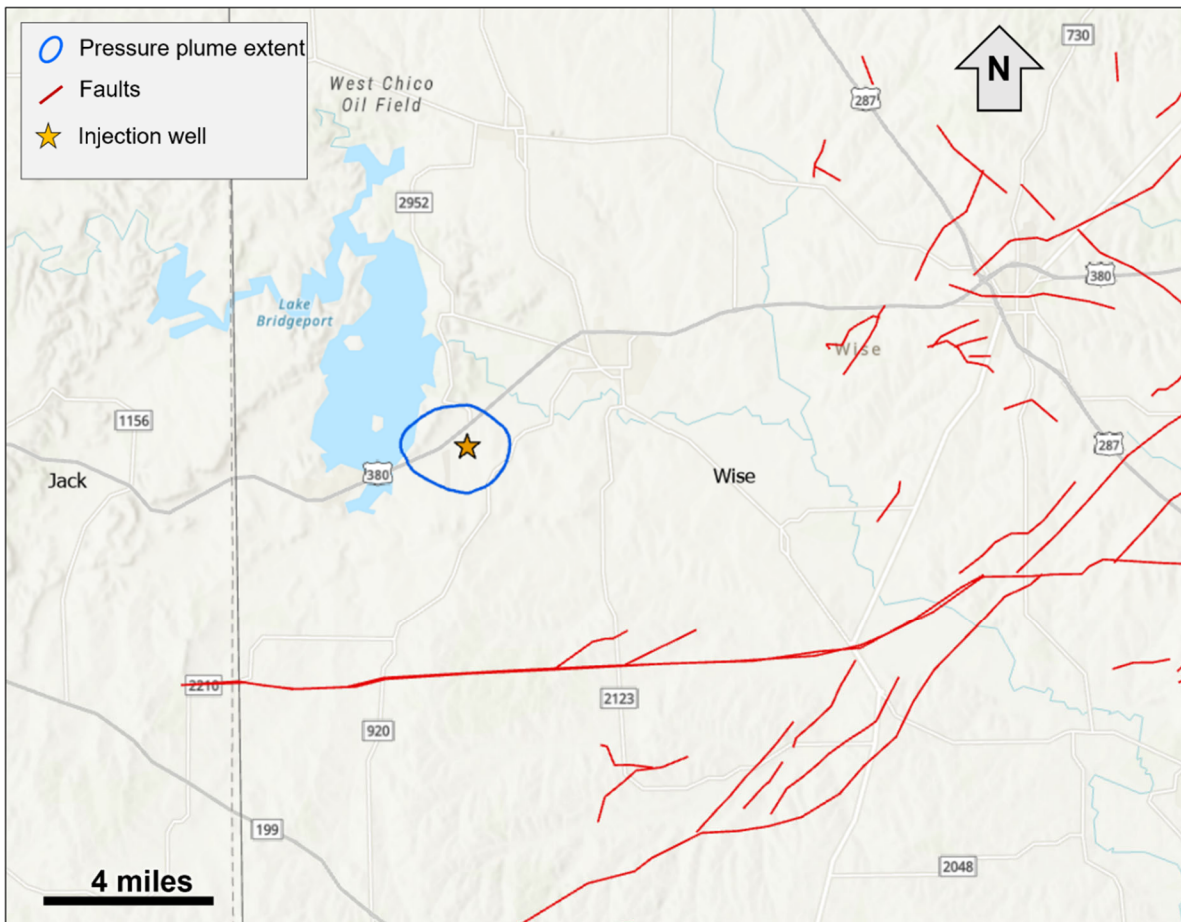 Pressure plume extent
Faults
Injection well
West Chico
Oil Field
730
N
287
2952
380
Lake
Bridgeport
Wise
1156
380
287
Jack
Wise
2210
2123
920
199
2048
4 miles